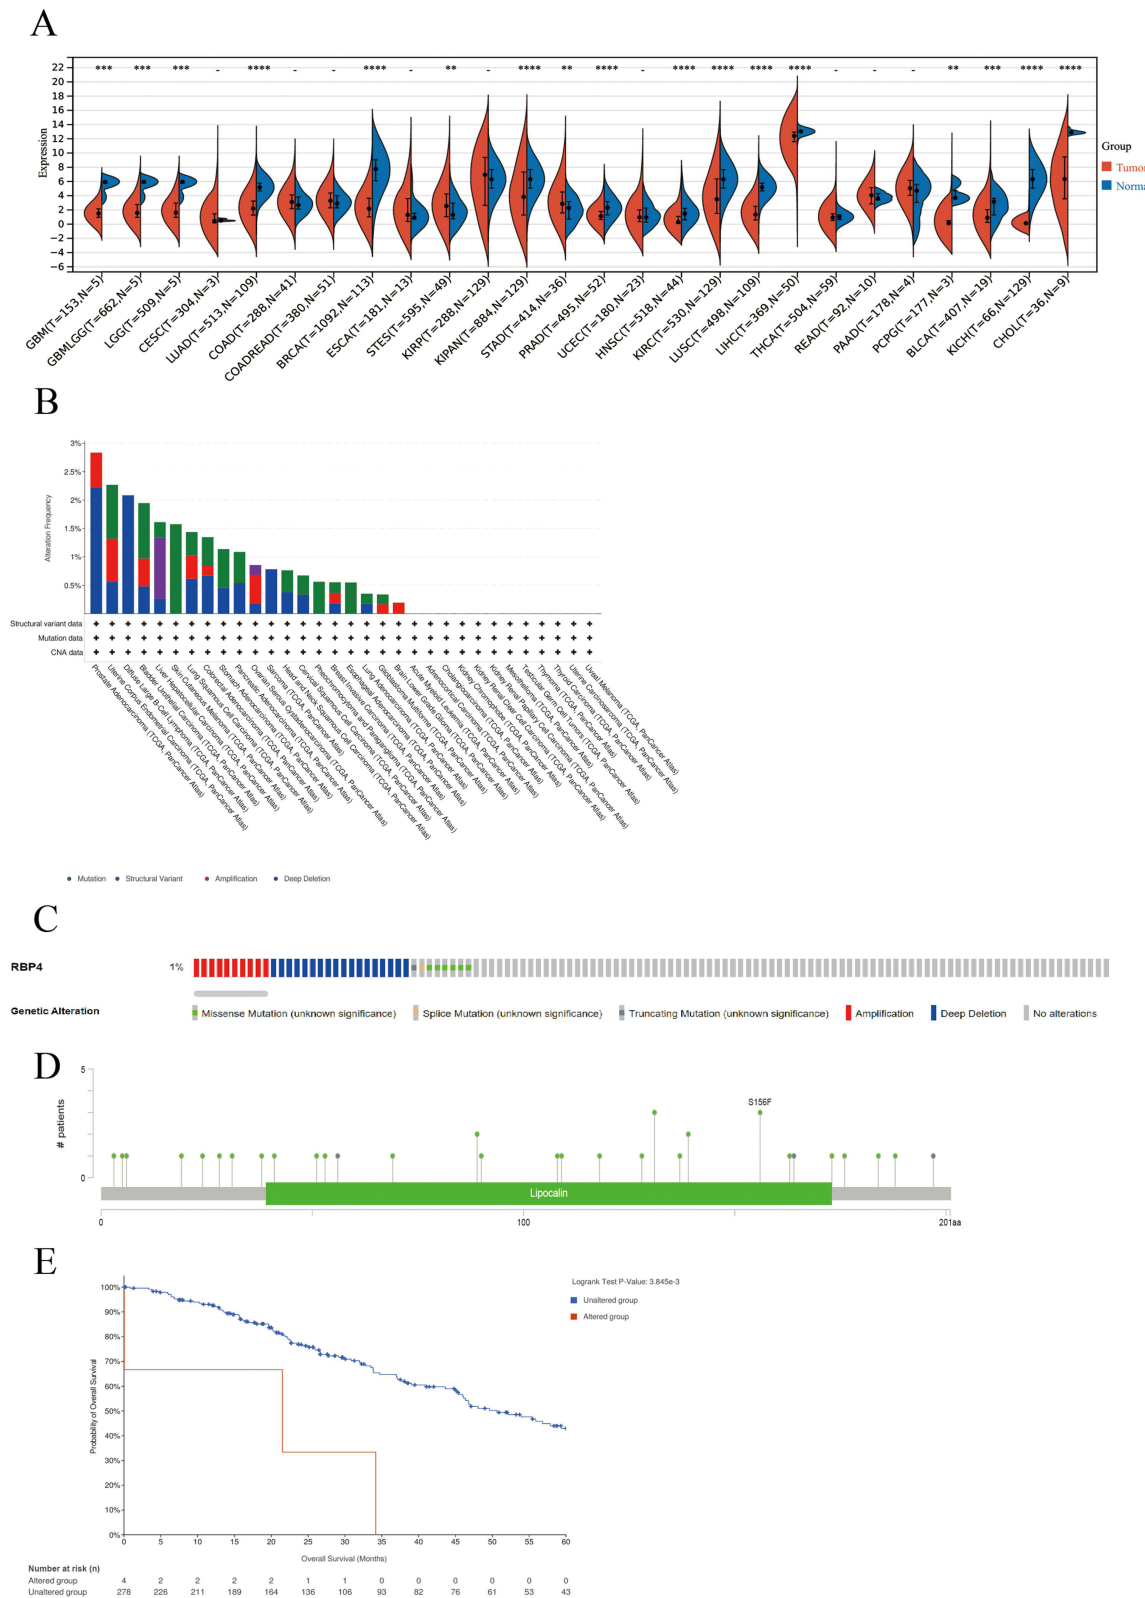 A
22
20
18
16
14
12
10
8
6
4
2
0
−2
−4
−6
Expression
*** *** *** - **** - - **** - ** - **** ** **** - **** **** **** **** - - - ** *** **** ****
Group
Tumo
Norma
GBM(T=153,N=5)
GBMLGG(T=662,N=5)
LGG(T=509,N=5)
CESC(T=304,N=3)
LUAD(T=513,N=109)
COAD(T=288,N=41)
COADREAD(T=380,N=51)
BRCA(T=1092,N=113)
ESCA(T=181,N=13)
STES(T=595,N=49)
KIRP(T=288,N=129)
KIPAN(T=884,N=129)
STAD(T=414,N=36)
PRAD(T=495,N=52)
UCEC(T=180,N=23)
HNSC(T=518,N=44)
KIRC(T=530,N=129)
LUSC(T=498,N=109)
LIHC(T=369,N=50)
THCA(T=504,N=59)
READ(T=92,N=10)
PAAD(T=178,N=4)
PCPG(T=177,N=3)
BLCA(T=407,N=19)
KICH(T=66,N=129)
CHOL(T=36,N=9)
B
3%
2.5%
2%
1.5%
1%
0.5%
Alteration Frequency
Structural variant data + + + + + + + + + + + + + + + + + + + + + + + + + + + + + + + +
Mutation data + + + + + + + + + + + + + + + + + + + + + + + + + + + + + + + +
CNA data + + + + + + + + + + + + + + + + + + + + + + + + + + + + + + + +
Prostate Adenocarcinoma (TCGA, PanCancer Atlas)
Uterine Corpus Endometrial Carcinoma (TCGA, PanCancer Atlas)
Diffuse Large B-Cell Lymphoma (TCGA, PanCancer Atlas)
Bladder Urothelial Carcinoma (TCGA, PanCancer Atlas)
Liver Hepatocellular Carcinoma (TCGA, PanCancer Atlas)
Skin Cutaneous Melanoma (TCGA, PanCancer Atlas)
Lung Squamous Cell Carcinoma (TCGA, PanCancer Atlas)
Colorectal Adenocarcinoma (TCGA, PanCancer Atlas)
Stomach Adenocarcinoma (TCGA, PanCancer Atlas)
Pancreatic Adenocarcinoma (TCGA, PanCancer Atlas)
Ovarian Serous Cystadenocarcinoma (TCGA, PanCancer Atlas)
Sarcoma (TCGA, PanCancer Atlas)
Head and Neck Squamous Cell Carcinoma (TCGA, PanCancer Atlas)
Cervical Squamous Cell Carcinoma (TCGA, PanCancer Atlas)
Pheochromocytoma and Paraganglioma (TCGA, PanCancer Atlas)
Breast Invasive Carcinoma (TCGA, PanCancer Atlas)
Esophageal Adenocarcinoma (TCGA, PanCancer Atlas)
Lung Adenocarcinoma (TCGA, PanCancer Atlas)
Glioblastoma Multiforme (TCGA, PanCancer Atlas)
Brain Lower Grade Glioma (TCGA, PanCancer Atlas)
Acute Myeloid Leukemia (TCGA, PanCancer Atlas)
Adrenocortical Carcinoma (TCGA, PanCancer Atlas)
Cholangiocarcinoma (TCGA, PanCancer Atlas)
Kidney Chromophobe (TCGA, PanCancer Atlas)
Kidney Renal Clear Cell Carcinoma (TCGA, PanCancer Atlas)
Kidney Renal Papillary Cell Carcinoma (TCGA, PanCancer Atlas)
Mesothelioma (TCGA, PanCancer Atlas)
Testicular Germ Cell Tumors (TCGA, PanCancer Atlas)
Thymoma (TCGA, PanCancer Atlas)
Thyroid Carcinoma (TCGA, PanCancer Atlas)
Uterine Carcinosarcoma (TCGA, PanCancer Atlas)
Uveal Melanoma (TCGA, PanCancer Atlas)
Mutation Structural Variant Amplification Deep Deletion
C
RBP4 1%
Genetic Alteration Missense Mutation (unknown significance) Splice Mutation (unknown significance) Truncating Mutation (unknown significance) Amplification Deep Deletion No alterations
D
5
0
# patients
S156F
Lipocalin
0 100 201aa
E
Logrank Test P-Value: 3.845e-3
Unaltered group
Altered group
100%
90%
80%
70%
60%
50%
40%
30%
20%
10%
0%
Probability of Overall Survival
0 5 10 15 20 25 30 35 40 45 50 55 60
Overall Survival (Months)
Number at risk (n)
Altered group 4 2 2 2 2 1 1 0 0 0 0 0 0
Unaltered group 278 226 211 189 164 136 106 93 82 76 61 53 43